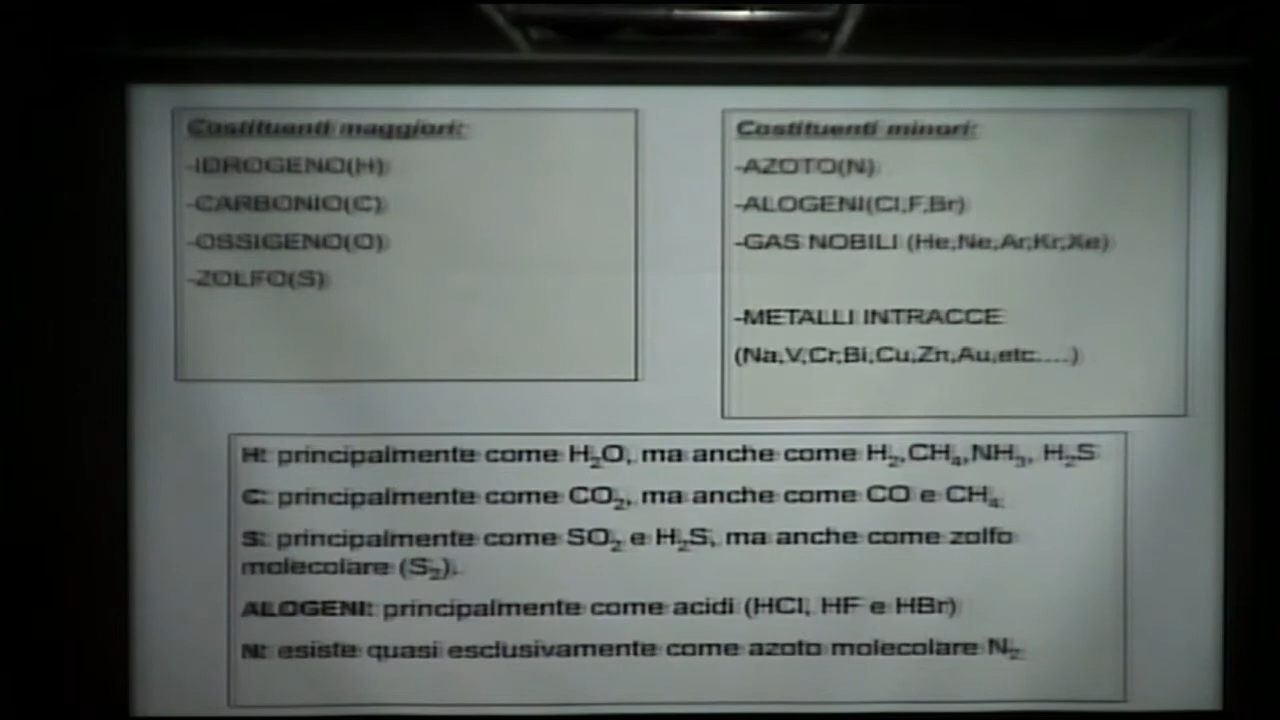 Costituenti maggiori:
-IDROGENO(H)
-CARBONIO(C)
-OSSIGENO(O)
-ZOLFO(S)
Costituenti minori:
-AZOTO(N)
-ALOGENI(Cl,F,Br)
-GAS NOBILI (He,Ne,Ar,Kr,Xe)
-METALLI INTRACCE
(Na,V,Cr,Bi,Cu,Zn,Au,etc....)
H: principalmente come H₂O, ma anche come H₂,CH₄,NH₃, H₂S
C: principalmente come CO₂, ma anche come CO e CH₄
S: principalmente come SO₂ e H₂S, ma anche come zolfo
molecolare (S₂).
ALOGENI: principalmente come acidi (HCl, HF e HBr)
N: esiste quasi esclusivamente come azoto molecolare N₂